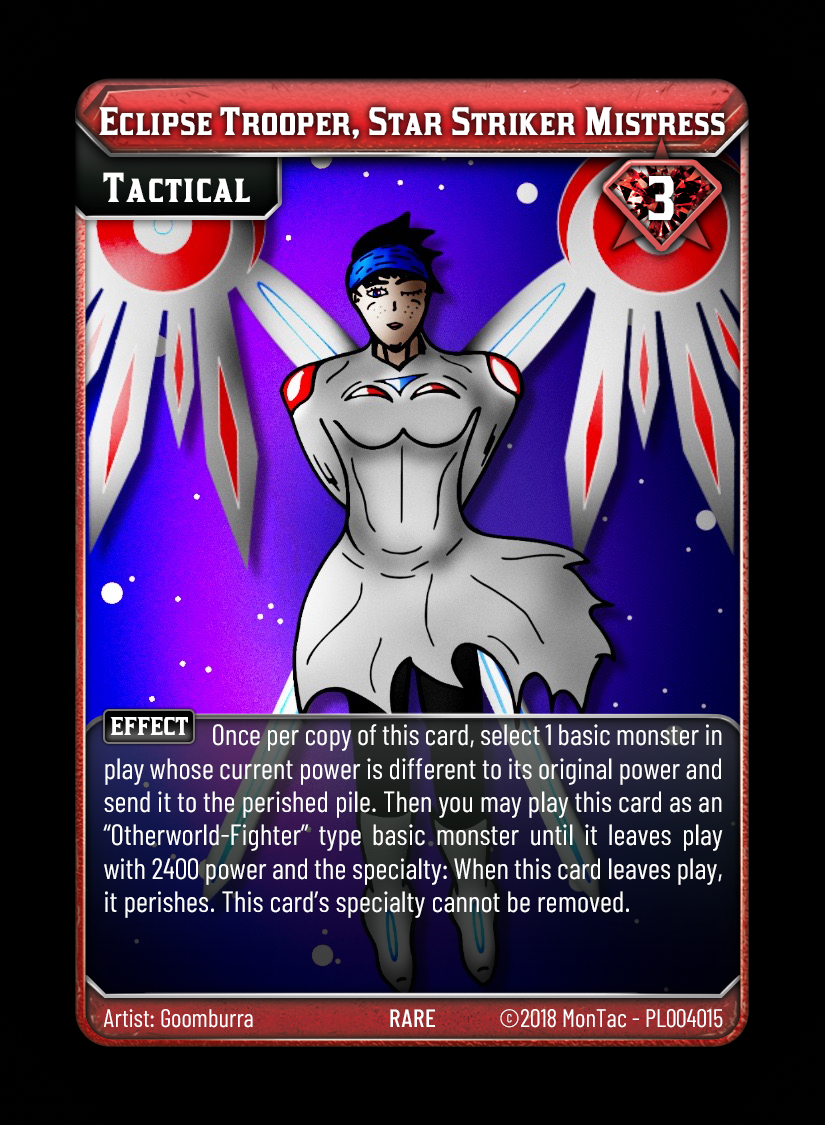 Eclipse Trooper, Star Striker Mistress
Tactical
3
EFFECT Once per copy of this card, select 1 basic monster in
play whose current power is different to its original power and
send it to the perished pile. Then you may play this card as an
“Otherworld-Fighter” type basic monster until it leaves play
with 2400 power and the specialty: When this card leaves play,
it perishes. This card’s specialty cannot be removed.
Artist: Goomburra
RARE
©2018 MonTac - PL004015